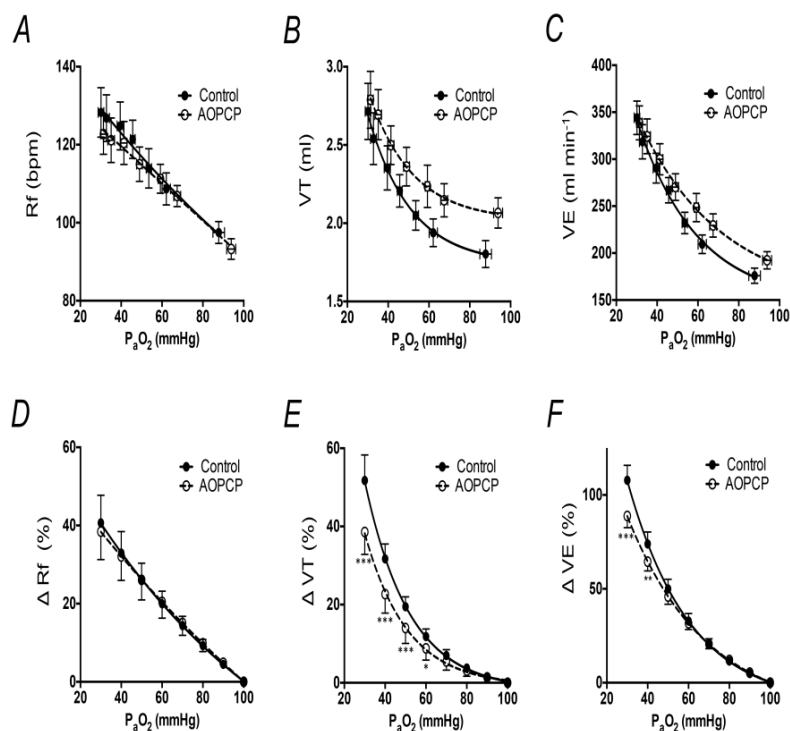 A
B
C
140
120
100
80
Rf (bpm)
Control
AOPCP
20 40 60 80 100
PaO2 (mmHg)
3.0
2.5
2.0
1.5
VT (ml)
Control
AOPCP
20 40 60 80 100
PaO2 (mmHg)
400
350
300
250
200
150
VE (ml min-1)
Control
AOPCP
20 40 60 80 100
PaO2 (mmHg)
D
E
F
60
40
20
0
Δ Rf (%)
Control
AOPCP
20 40 60 80 100
PaO2 (mmHg)
60
40
20
0
Δ VT (%)
Control
AOPCP
***
***
***
*
20 40 60 80 100
PaO2 (mmHg)
100
50
0
Δ VE (%)
Control
AOPCP
***
**
20 40 60 80 100
PaO2 (mmHg)